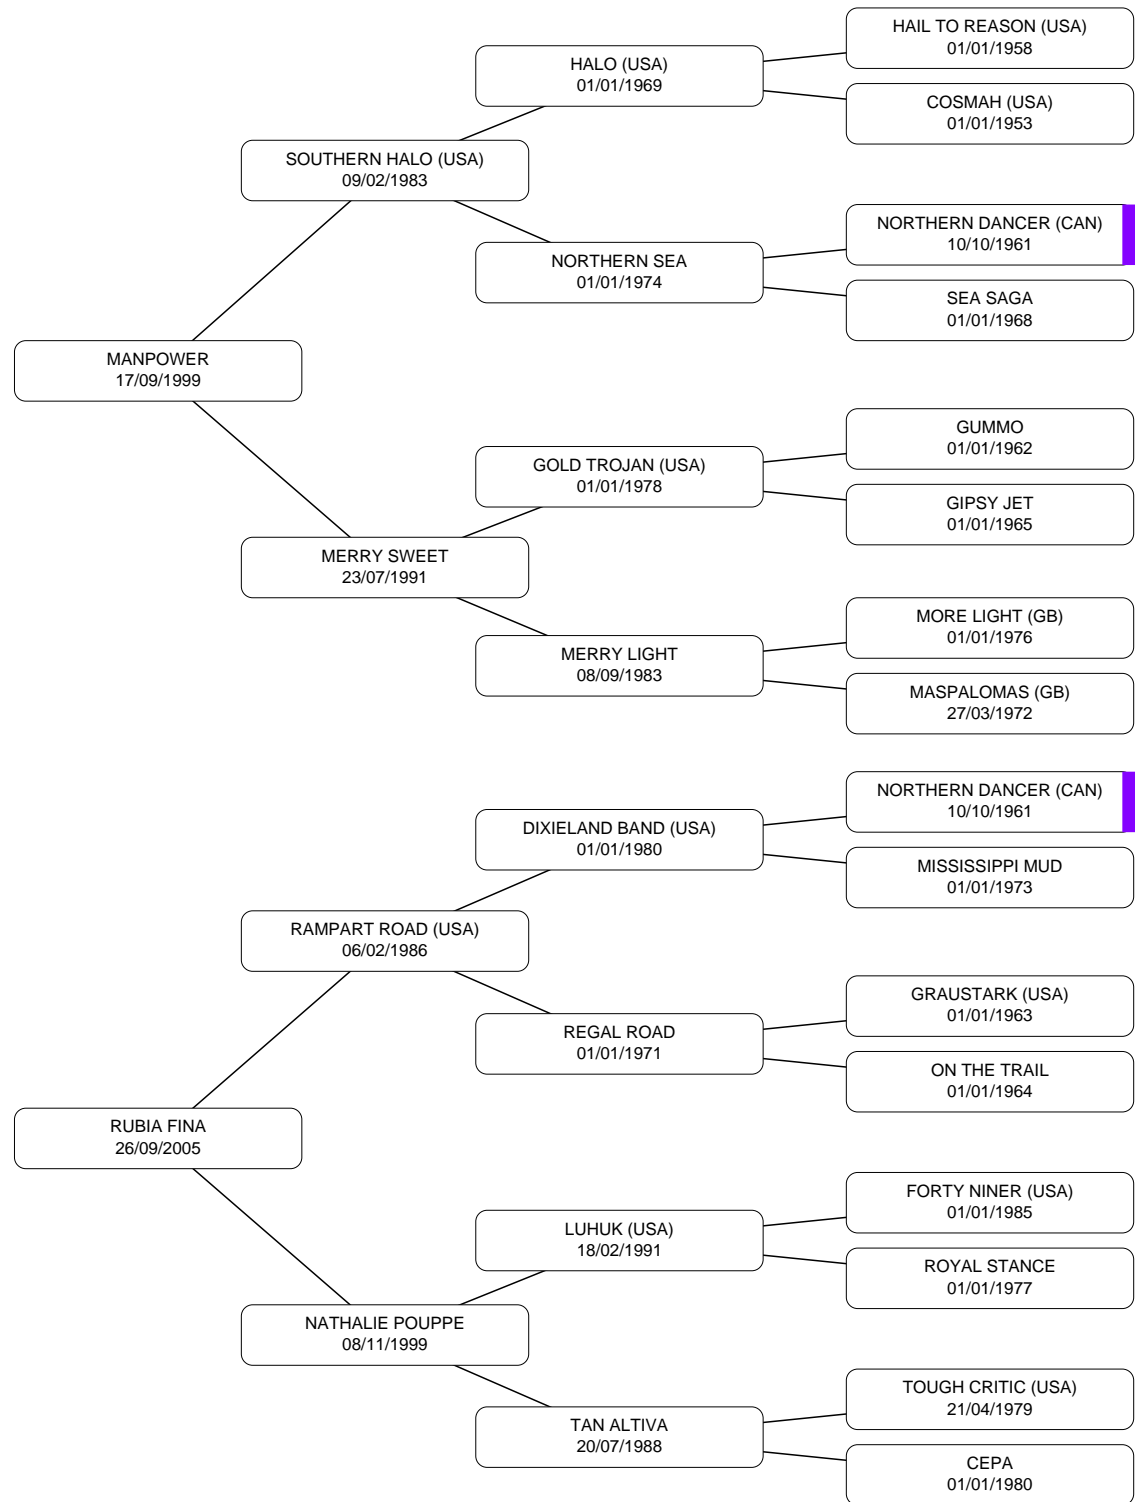 HAIL TO REASON (USA)
01/01/1958
HALO (USA)
01/01/1969
COSMAH (USA)
01/01/1953
SOUTHERN HALO (USA)
09/02/1983
NORTHERN DANCER (CAN)
10/10/1961
NORTHERN SEA
01/01/1974
SEA SAGA
01/01/1968
MANPOWER
17/09/1999
GUMMO
01/01/1962
GOLD TROJAN (USA)
01/01/1978
GIPSY JET
01/01/1965
MERRY SWEET
23/07/1991
MORE LIGHT (GB)
01/01/1976
MERRY LIGHT
08/09/1983
MASPALOMAS (GB)
27/03/1972
NORTHERN DANCER (CAN)
10/10/1961
DIXIELAND BAND (USA)
01/01/1980
MISSISSIPPI MUD
01/01/1973
RAMPART ROAD (USA)
06/02/1986
GRAUSTARK (USA)
01/01/1963
REGAL ROAD
01/01/1971
ON THE TRAIL
01/01/1964
RUBIA FINA
26/09/2005
FORTY NINER (USA)
01/01/1985
LUHUK (USA)
18/02/1991
ROYAL STANCE
01/01/1977
NATHALIE POUPPE
08/11/1999
TOUGH CRITIC (USA)
21/04/1979
TAN ALTIVA
20/07/1988
CEPA
01/01/1980